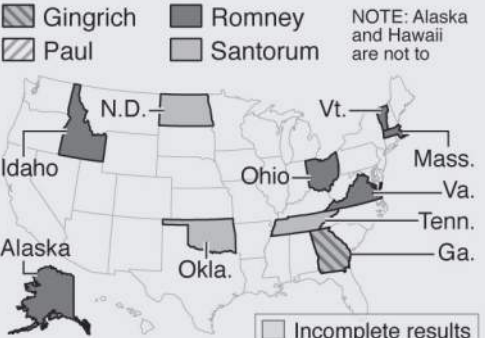 Gingrich
Romney
NOTE: Alaska
and Hawaii
are not to
Paul
Santorum
N.D.
Vt.
Idaho
Ohio
Mass.
Va.
Tenn.
Alaska
Okla.
Ga.
Incomplete results